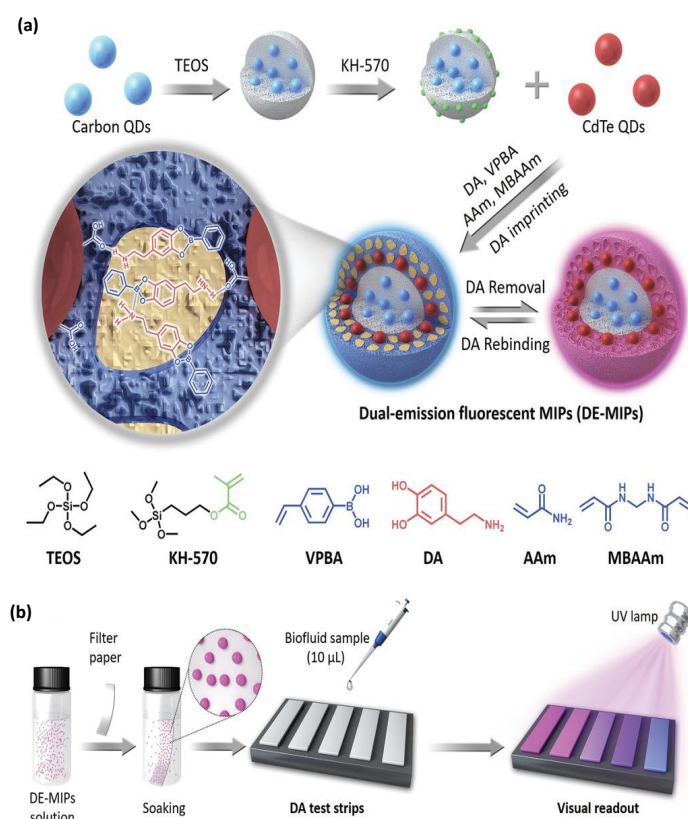 (a)
TEOS
KH-570
Carbon QDs
CdTe QDs
DA, VPBA
AAm, MBAAm
DA imprinting
DA Removal
DA Rebinding
Dual-emission fluorescent MIPs (DE-MIPs)
TEOS
KH-570
VPBA
DA
AAm
MBAAm
(b)
Filter
paper
Biofluid sample
(10 µL)
UV lamp
DE-MIPs
solution
Soaking
DA test strips
Visual readout